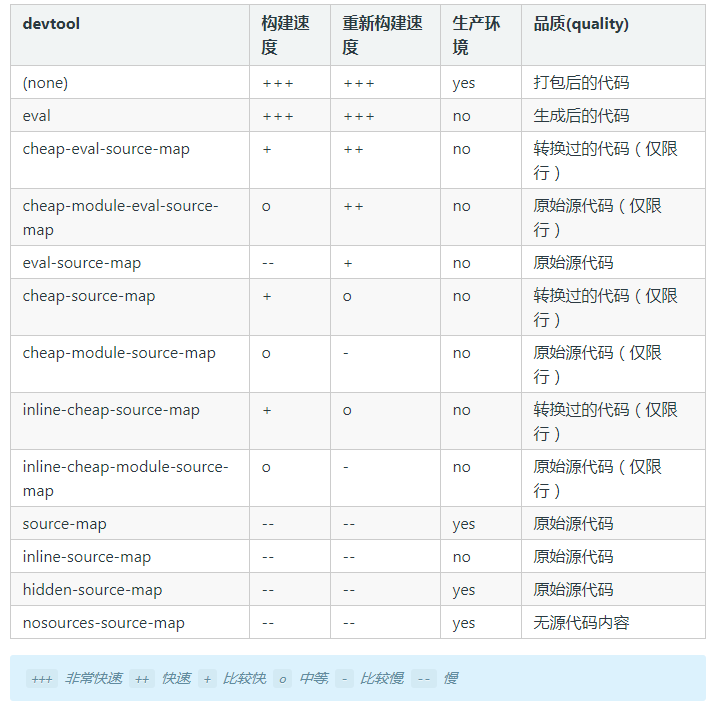 devtool 构建速 重新构建速 生产环 品质(quality)
度 度 境
(none) +++ +++ yes 打包后的代码
eval +++ +++ no 生成后的代码
cheap-eval-source-map + ++ no 转换过的代码（仅限
行）
cheap-module-eval-source- o ++ no 原始源代码（仅限
map 行）
eval-source-map -- + no 原始源代码
cheap-source-map + o no 转换过的代码（仅限
行）
cheap-module-source-map o - no 原始源代码（仅限
行）
inline-cheap-source-map + o no 转换过的代码（仅限
行）
inline-cheap-module-source- o - no 原始源代码（仅限
map 行）
source-map -- -- yes 原始源代码
inline-source-map -- -- no 原始源代码
hidden-source-map -- -- yes 原始源代码
nosources-source-map -- -- yes 无源代码内容
+++ 非常快速, ++ 快速, + 比较快, o 中等, - 比较慢, -- 慢